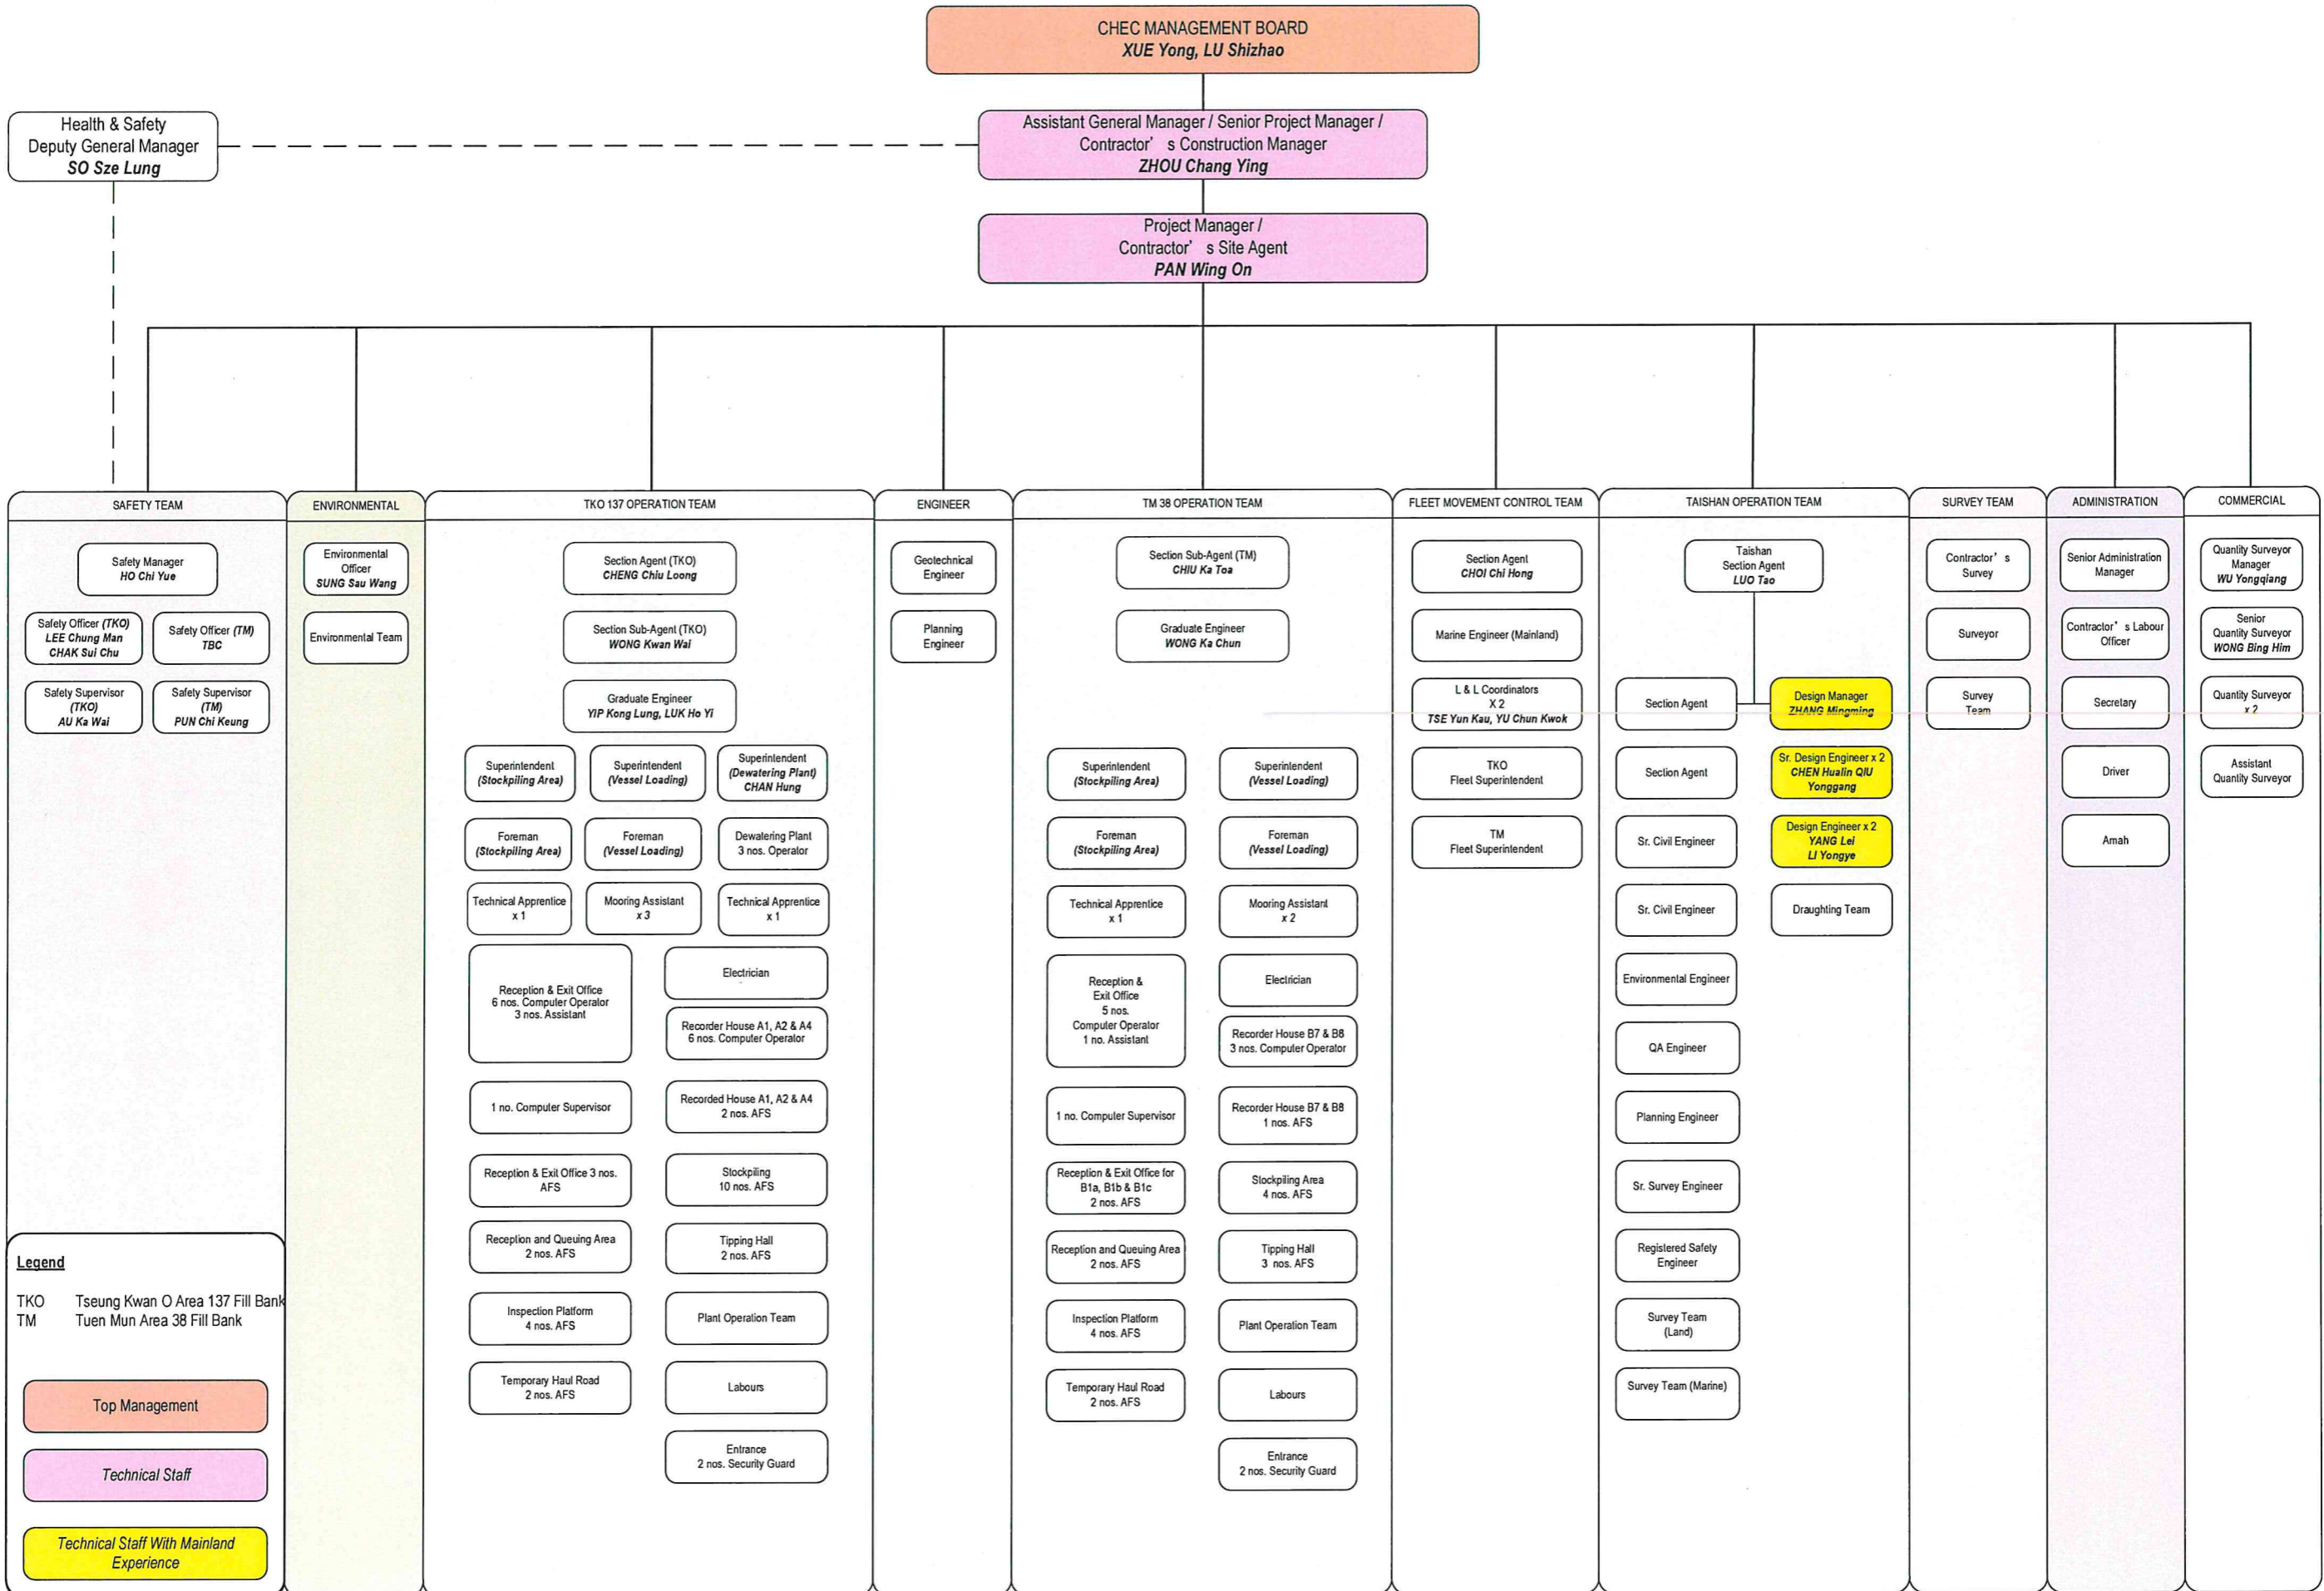 CHEC MANAGEMENT BOARD
XUE Yong, LU Shizhao
Health & Safety
Deputy General Manager
SO Sze Lung
Assistant General Manager / Senior Project Manager /
Contractor' s Construction Manager
ZHOU Chang Ying
Project Manager /
Contractor' s Site Agent
PAN Wing On
SAFETY TEAM
Safety Manager
HO Chi Yue
Safety Officer (TKO)
LEE Chung Man
CHAK Sui Chu
Safety Officer (TM)
TBC
Safety Supervisor
(TKO)
AU Ka Wai
Safety Supervisor
(TM)
PUN Chi Keung
Legend
TKO Tseung Kwan O Area 137 Fill Bank
TM Tuen Mun Area 38 Fill Bank
Top Management
Technical Staff
Technical Staff With Mainland
Experience
ENVIRONMENTAL
Environmental
Officer
SUNG Sau Wang
Environmental Team
TKO 137 OPERATION TEAM
Section Agent (TKO)
CHENG Chiu Loong
Section Sub-Agent (TKO)
WONG Kwan Wai
Graduate Engineer
YIP Kong Lung, LUK Ho Yi
Superintendent
(Stockpiling Area)
Superintendent
(Vessel Loading)
Superintendent
(Dewatering Plant)
CHAN Hung
Foreman
(Stockpiling Area)
Foreman
(Vessel Loading)
Dewatering Plant
3 nos. Operator
Technical Apprentice
x 1
Mooring Assistant
x 3
Technical Apprentice
x 1
Reception & Exit Office
6 nos. Computer Operator
3 nos. Assistant
Electrician
Recorder House A1, A2 & A4
6 nos. Computer Operator
1 no. Computer Supervisor
Recorded House A1, A2 & A4
2 nos. AFS
Reception & Exit Office 3 nos.
AFS
Stockpiling
10 nos. AFS
Reception and Queuing Area
2 nos. AFS
Tipping Hall
2 nos. AFS
Inspection Platform
4 nos. AFS
Plant Operation Team
Temporary Haul Road
2 nos. AFS
Labours
Entrance
2 nos. Security Guard
ENGINEER
Geotechnical
Engineer
Planning
Engineer
TM 38 OPERATION TEAM
Section Sub-Agent (TM)
CHIU Ka Toa
Graduate Engineer
WONG Ka Chun
Superintendent
(Stockpiling Area)
Superintendent
(Vessel Loading)
Foreman
(Stockpiling Area)
Foreman
(Vessel Loading)
Technical Apprentice
x 1
Mooring Assistant
x 2
Reception &
Exit Office
5 nos.
Computer Operator
1 no. Assistant
Electrician
Recorder House B7 & B8
3 nos. Computer Operator
1 no. Computer Supervisor
Recorder House B7 & B8
1 nos. AFS
Reception & Exit Office for
B1a, B1b & B1c
2 nos. AFS
Stockpiling Area
4 nos. AFS
Reception and Queuing Area
2 nos. AFS
Tipping Hall
3 nos. AFS
Inspection Platform
4 nos. AFS
Plant Operation Team
Temporary Haul Road
2 nos. AFS
Labours
Entrance
2 nos. Security Guard
FLEET MOVEMENT CONTROL TEAM
Section Agent
CHOI Chi Hong
Marine Engineer (Mainland)
L & L Coordinators
X 2
TSE Yun Kau, YU Chun Kwok
TKO
Fleet Superintendent
TM
Fleet Superintendent
TAISHAN OPERATION TEAM
Taishan
Section Agent
LUO Tao
Section Agent
Design Manager
ZHANG Mingming
Section Agent
Sr. Design Engineer x 2
CHEN Hualin QIU
Yonggang
Sr. Civil Engineer
Design Engineer x 2
YANG Lei
LI Yongye
Sr. Civil Engineer
Draughting Team
Environmental Engineer
QA Engineer
Planning Engineer
Sr. Survey Engineer
Registered Safety
Engineer
Survey Team
(Land)
Survey Team (Marine)
SURVEY TEAM
Contractor' s
Survey
Surveyor
Survey
Team
ADMINISTRATION
Senior Administration
Manager
Contractor' s Labour
Officer
Secretary
Driver
Amah
COMMERCIAL
Quantity Surveyor
Manager
WU Yongqiang
Senior
Quantity Surveyor
WONG Bing Him
Quantity Surveyor
x 2
Assistant
Quantity Surveyor